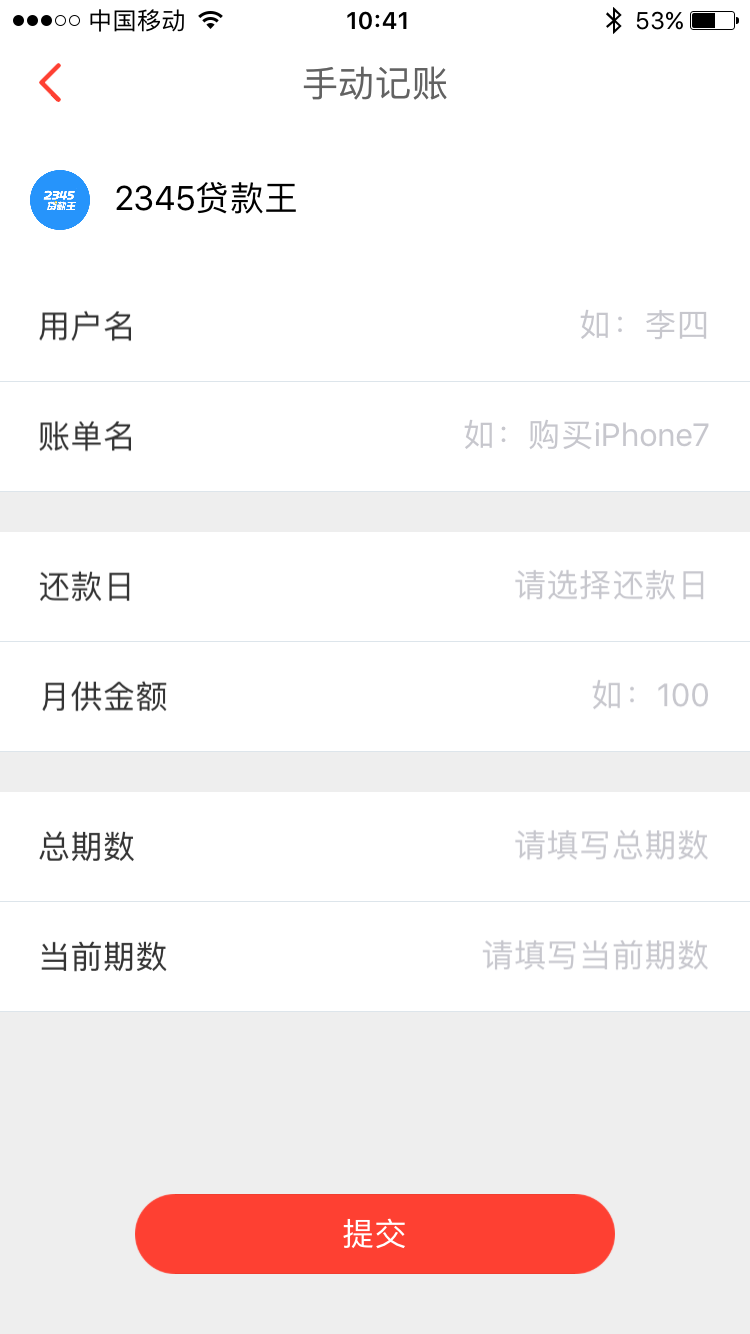 中国移动 10:41 53%
手动记账
2345
贷款王
2345贷款王
用户名 如：李四
账单名 如：购买iPhone7
还款日 请选择还款日
月供金额 如：100
总期数 请填写总期数
当前期数 请填写当前期数
提交